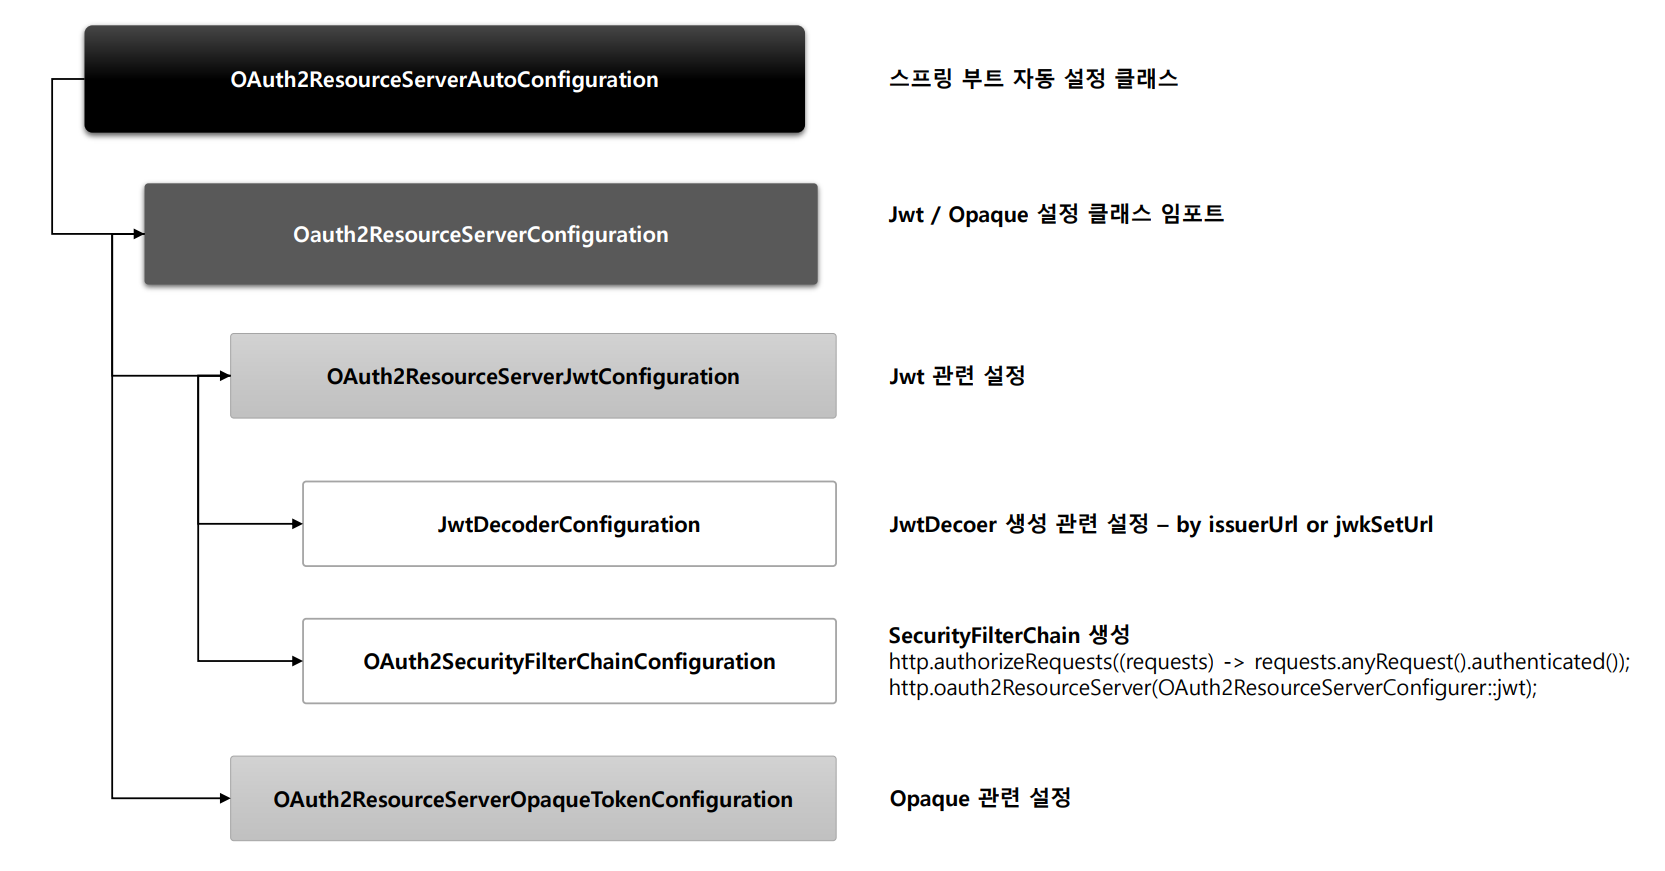 OAuth2ResourceServerAutoConfiguration
스프링 부트 자동 설정 클래스
Oauth2ResourceServerConfiguration
Jwt / Opaque 설정 클래스 임포트
OAuth2ResourceServerJwtConfiguration
Jwt 관련 설정
JwtDecoderConfiguration
JwtDecoer 생성 관련 설정 – by issuerUrl or jwkSetUrl
OAuth2SecurityFilterChainConfiguration
SecurityFilterChain 생성
http.authorizeRequests((requests) -> requests.anyRequest().authenticated());
http.oauth2ResourceServer(OAuth2ResourceServerConfigurer::jwt);
OAuth2ResourceServerOpaqueTokenConfiguration
Opaque 관련 설정